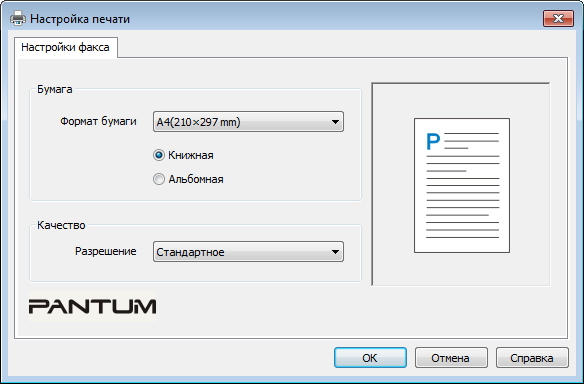 Настройка печати
Настройки факса
Бумага
Формат бумаги
A4(210×297 mm)
Книжная
Альбомная
P
Качество
Разрешение
Стандартное
PANTUM
OK
Отмена
Справка